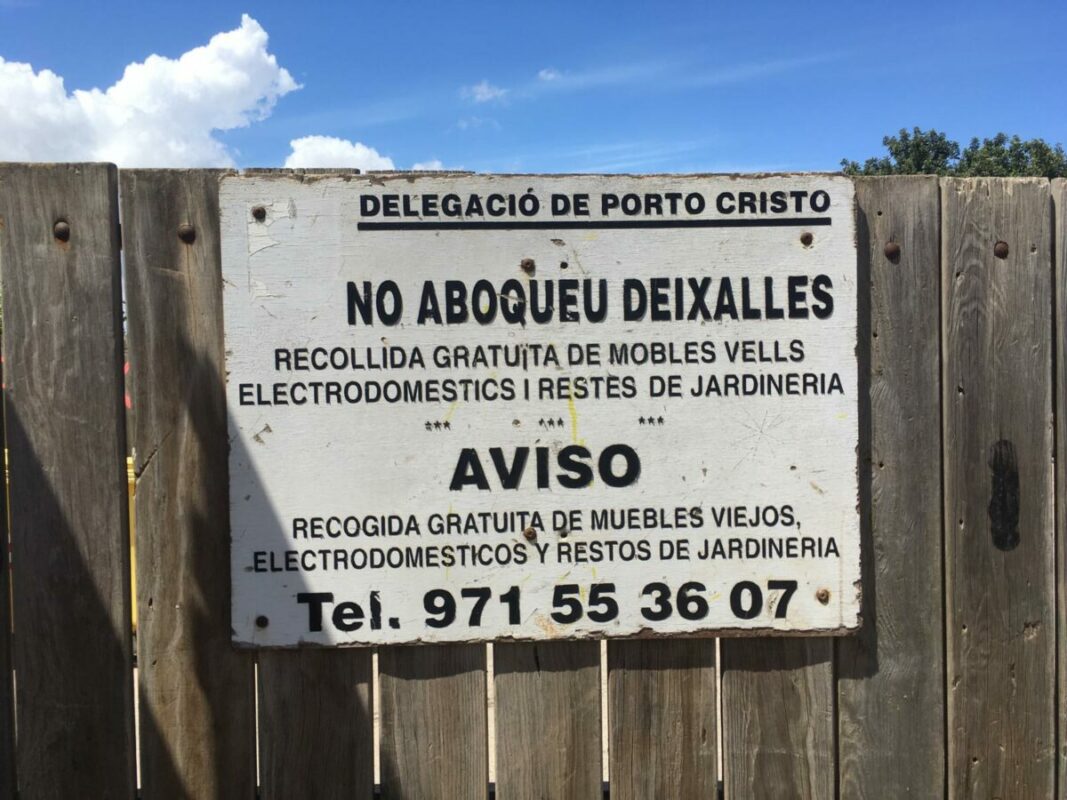 DELEGACIÓ DE PORTO CRISTO
NO ABOQUEU DEIXALLES
RECOLLIDA GRATUÏTA DE MOBLES VELLS
ELECTRODOMESTICS I RESTES DE JARDINERIA
*** *** ***
AVISO
RECOGIDA GRATUITA DE MUEBLES VIEJOS,
ELECTRODOMESTICOS Y RESTOS DE JARDINERIA
Tel. 971 55 36 07